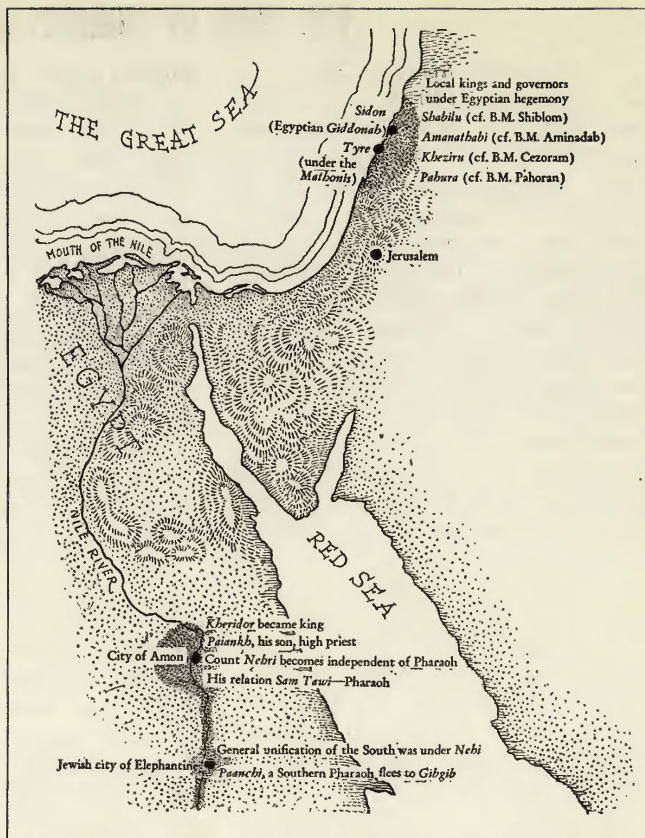 THE GREAT SEA
Local kings and governors
under Egyptian hegemony
Shabilu (cf. B.M. Shiblom)
Amanathabi (cf. B.M. Aminadab)
Kheziru (cf. B.M. Cezoram)
Pahura (cf. B.M. Pahoran)
Sidon
(Egyptian Giddonah)
Tyre
(under the
Mathonis)
Jerusalem
MOUTH OF THE NILE
EGYPT
NILE RIVER
RED SEA
Kheridor became king
Paiankh, his son, high priest
City of Amon
Count Nehri becomes independent of Pharaoh
His relation Sam Tawi—Pharaoh
General unification of the South was under Nehi
Jewish city of Elephantine
Paanchi, a Southern Pharaoh, flees to Gibgib